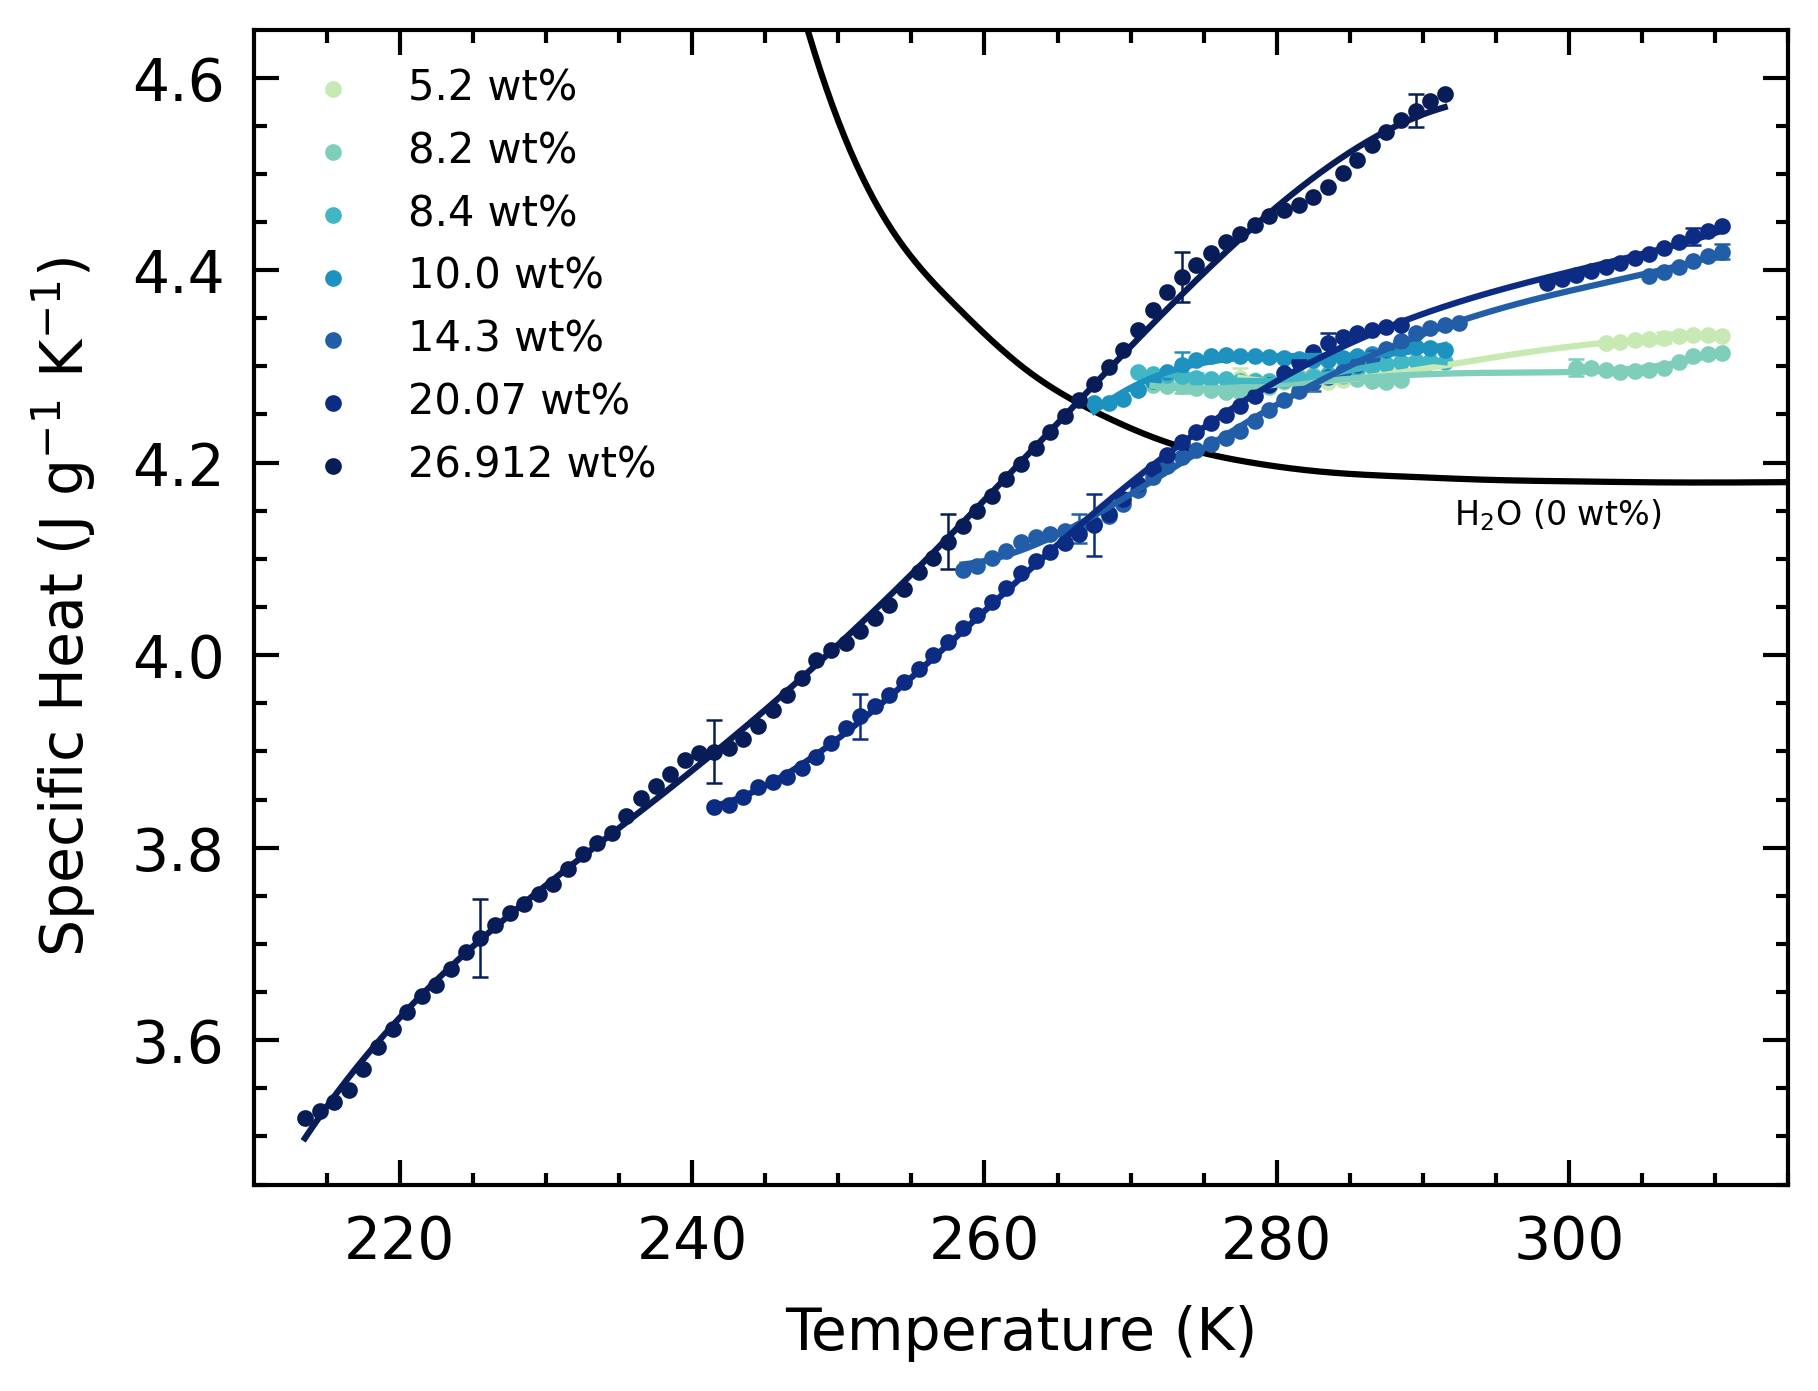 4.6
4.4
4.2
4.0
3.8
3.6
Specific Heat (J g⁻¹ K⁻¹)
5.2 wt%
8.2 wt%
8.4 wt%
10.0 wt%
14.3 wt%
20.07 wt%
26.912 wt%
H₂O (0 wt%)
220 240 260 280 300
Temperature (K)